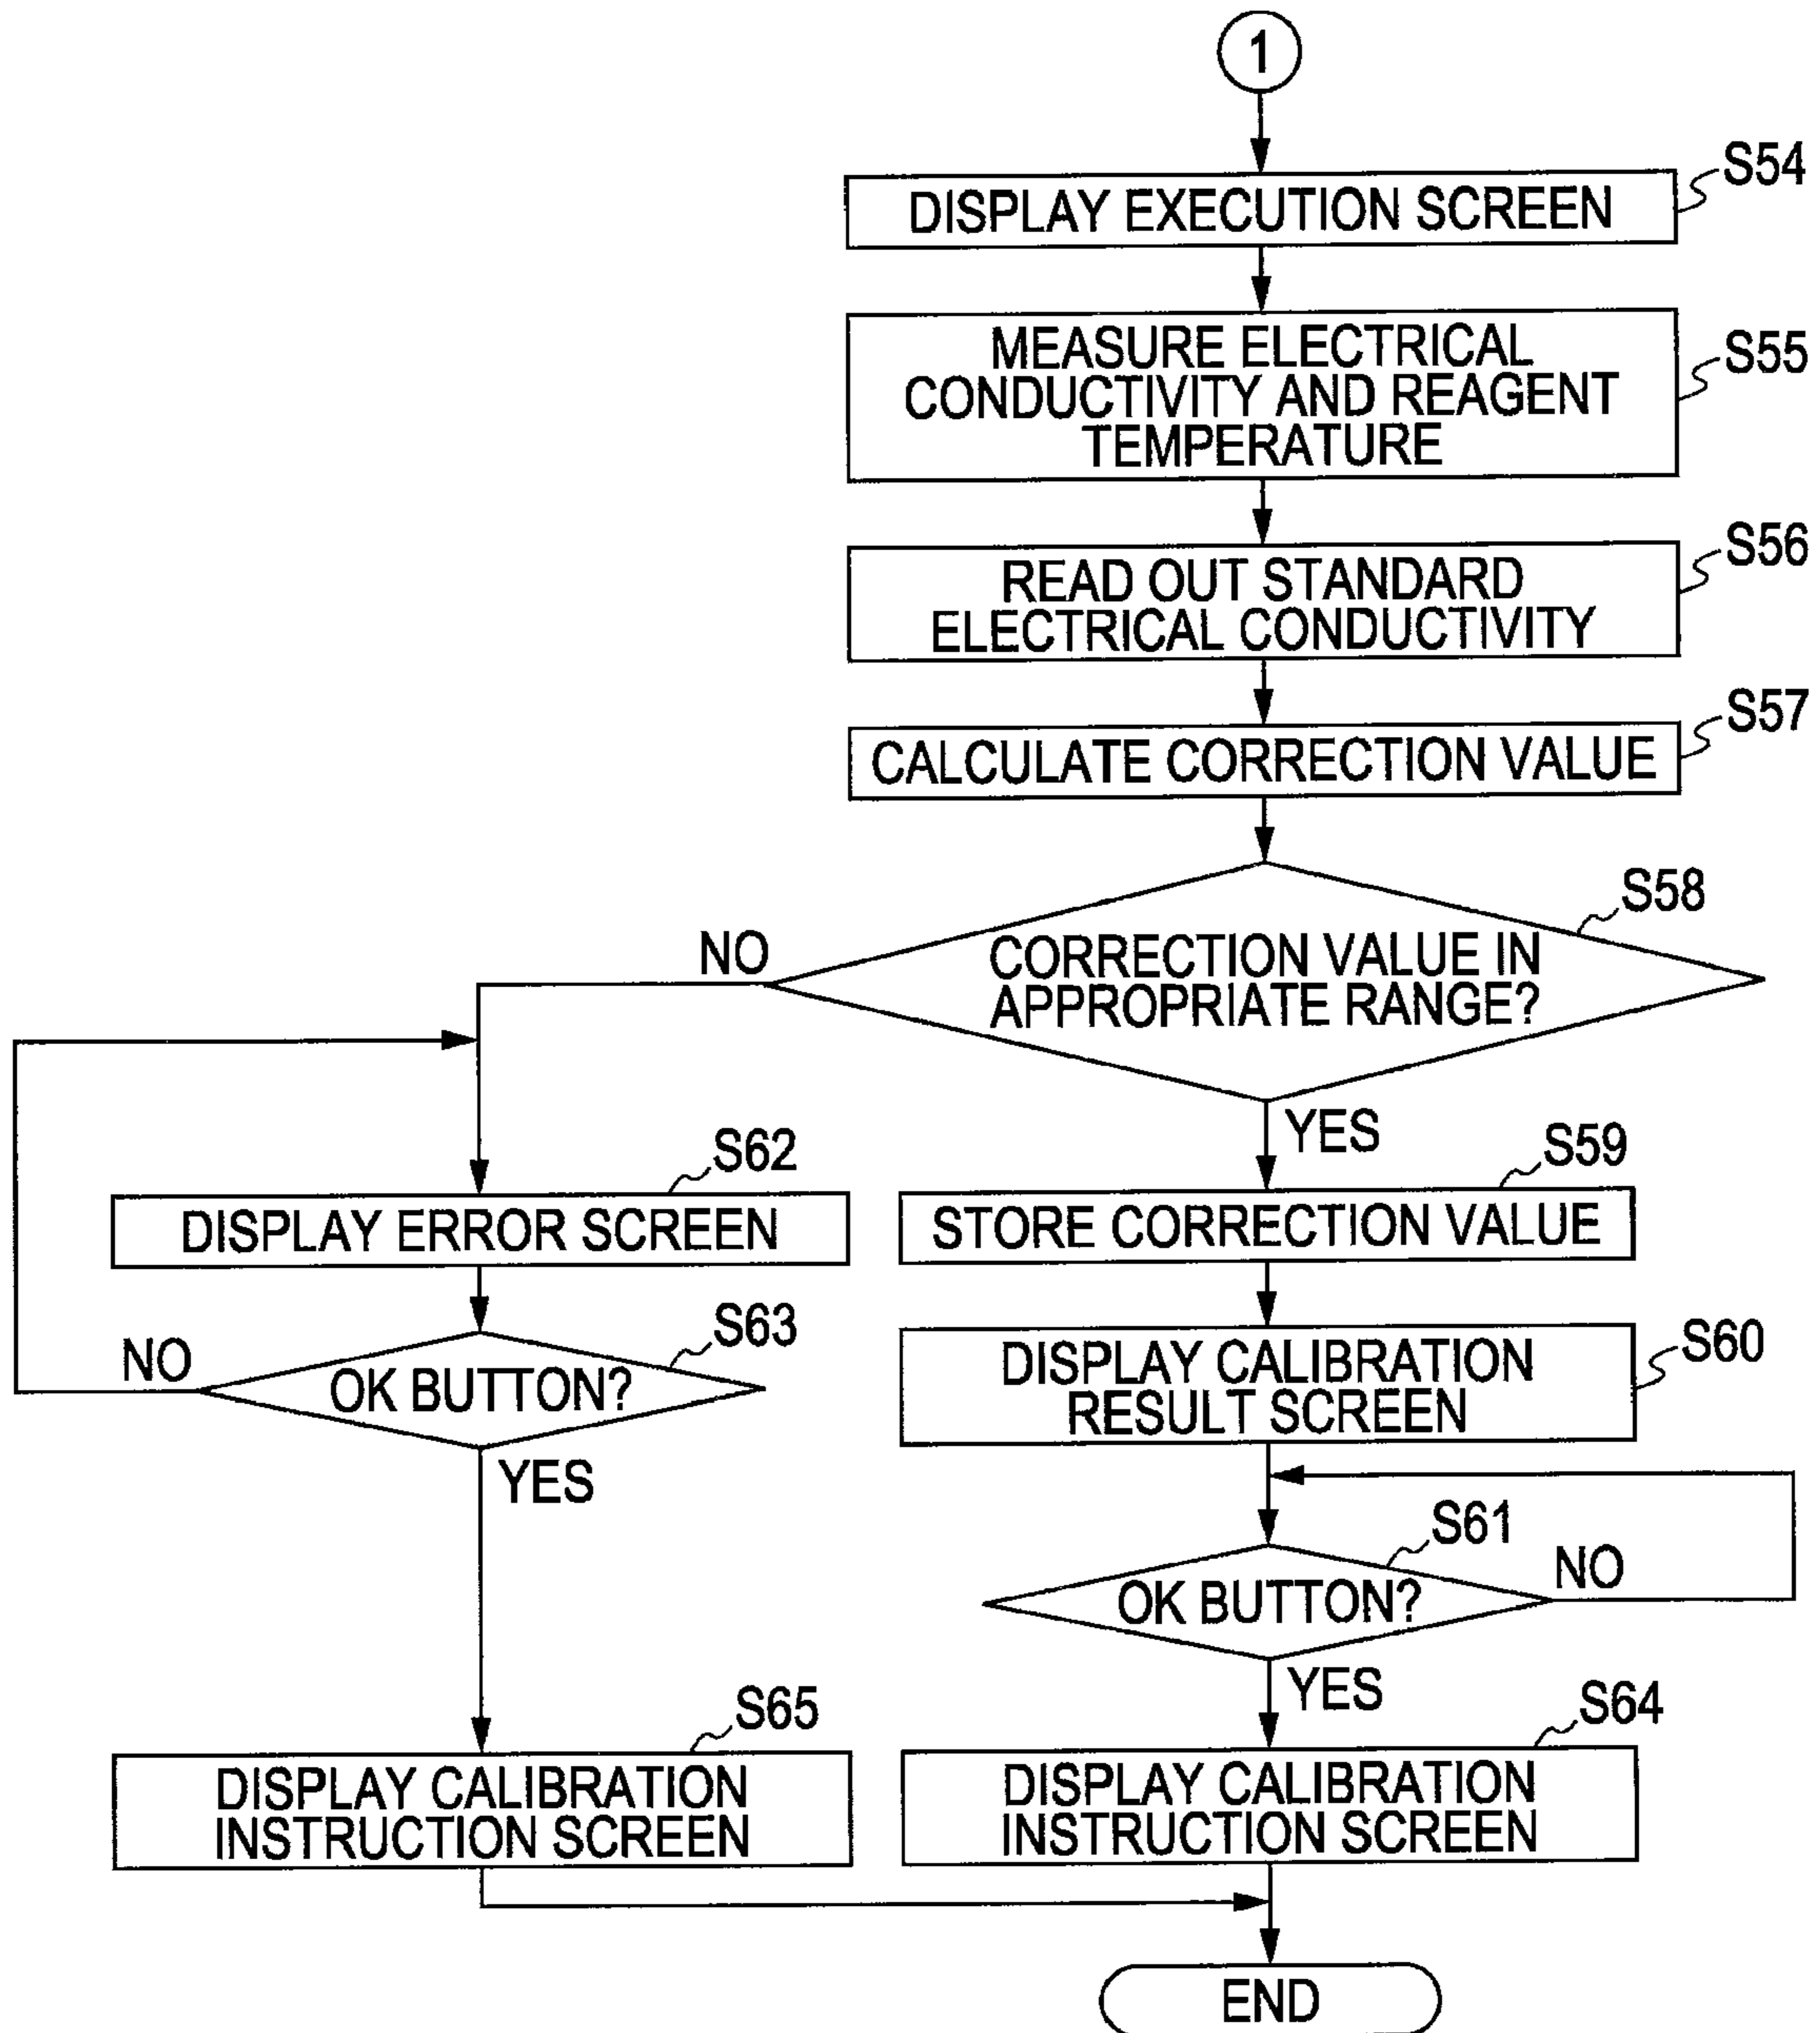 1
S54
DISPLAY EXECUTION SCREEN
S55
MEASURE ELECTRICAL
CONDUCTIVITY AND REAGENT
TEMPERATURE
S56
READ OUT STANDARD
ELECTRICAL CONDUCTIVITY
S57
CALCULATE CORRECTION VALUE
S58
NO
CORRECTION VALUE IN
APPROPRIATE RANGE?
YES
S62
DISPLAY ERROR SCREEN
S59
STORE CORRECTION VALUE
S63
NO
OK BUTTON?
YES
S60
DISPLAY CALIBRATION
RESULT SCREEN
S61
OK BUTTON?
NO
YES
S65
DISPLAY CALIBRATION
INSTRUCTION SCREEN
S64
DISPLAY CALIBRATION
INSTRUCTION SCREEN
END